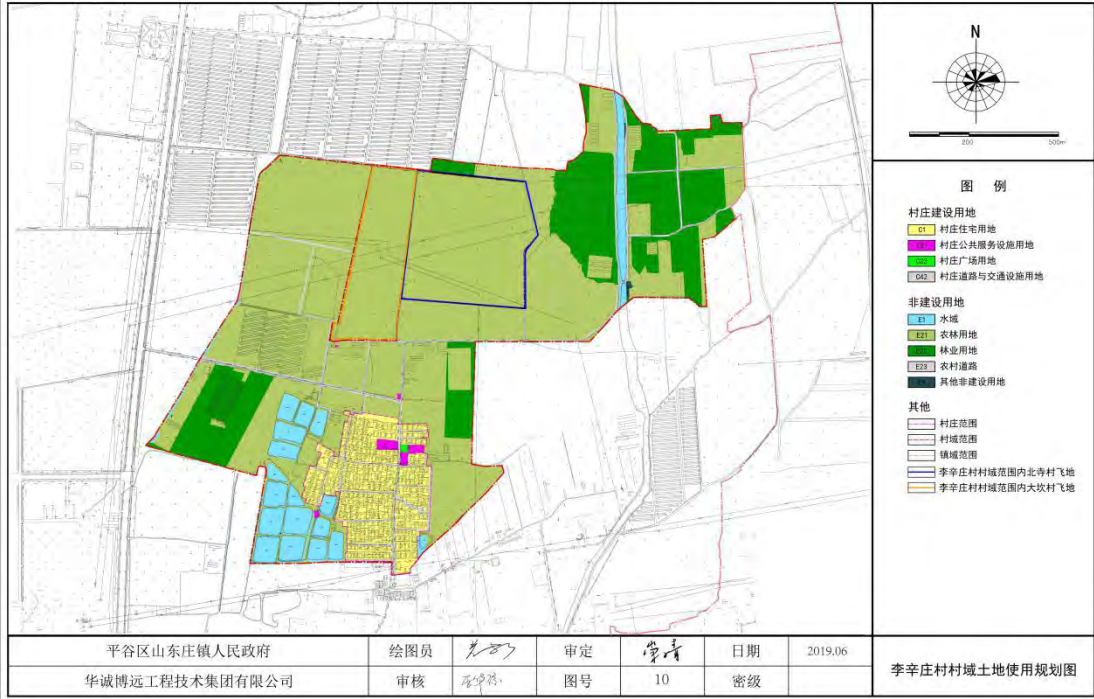 N
200
500m
图 例
村庄建设用地
C1 村庄住宅用地
C21 村庄公共服务设施用地
C22 村庄广场用地
C42 村庄道路与交通设施用地
非建设用地
E1 水域
E21 农林用地
林业用地
E23 农村道路
其他非建设用地
其他
村庄范围
村域范围
镇域范围
李辛庄村村域范围内北寺村飞地
李辛庄村村域范围内大坎村飞地
平谷区山东庄镇人民政府 绘图员 审定 日期 2019.06
华诚博远工程技术集团有限公司 审核 图号 10 密级
李辛庄村村域土地使用规划图